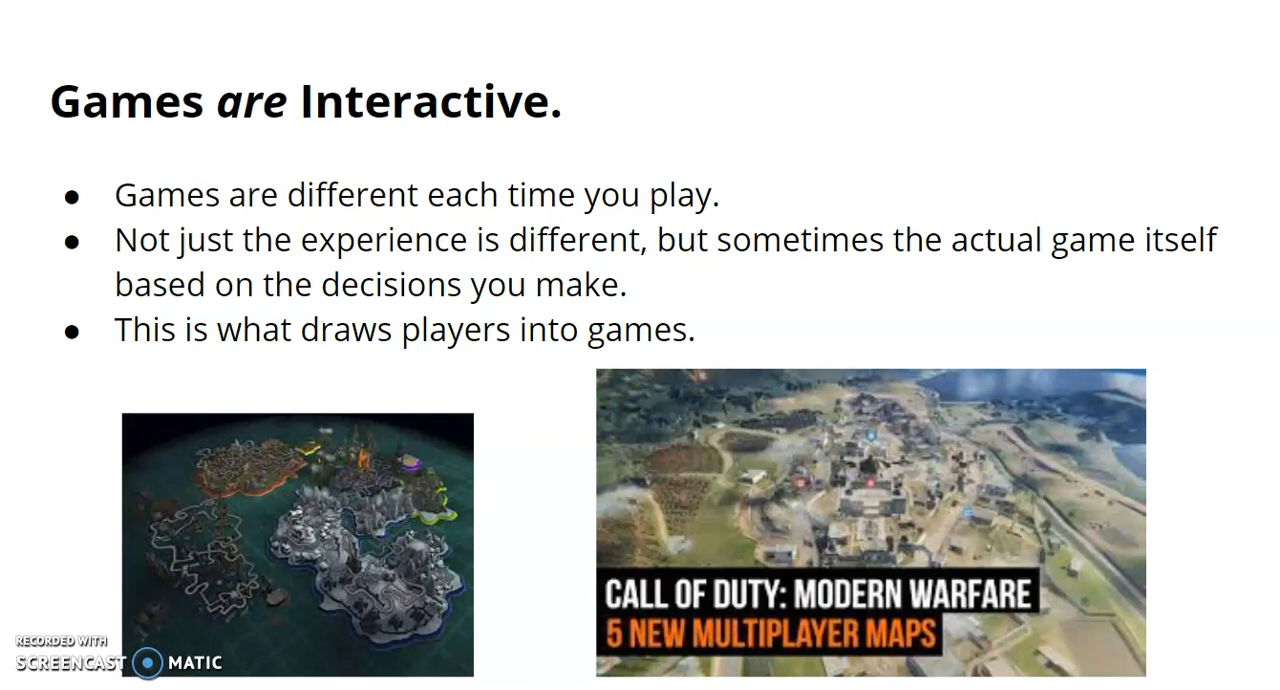 Games are Interactive.
● Games are different each time you play.
● Not just the experience is different, but sometimes the actual game itself
based on the decisions you make.
● This is what draws players into games.
CALL OF DUTY: MODERN WARFARE
5 NEW MULTIPLAYER MAPS
RECORDED WITH
SCREENCAST MATIC